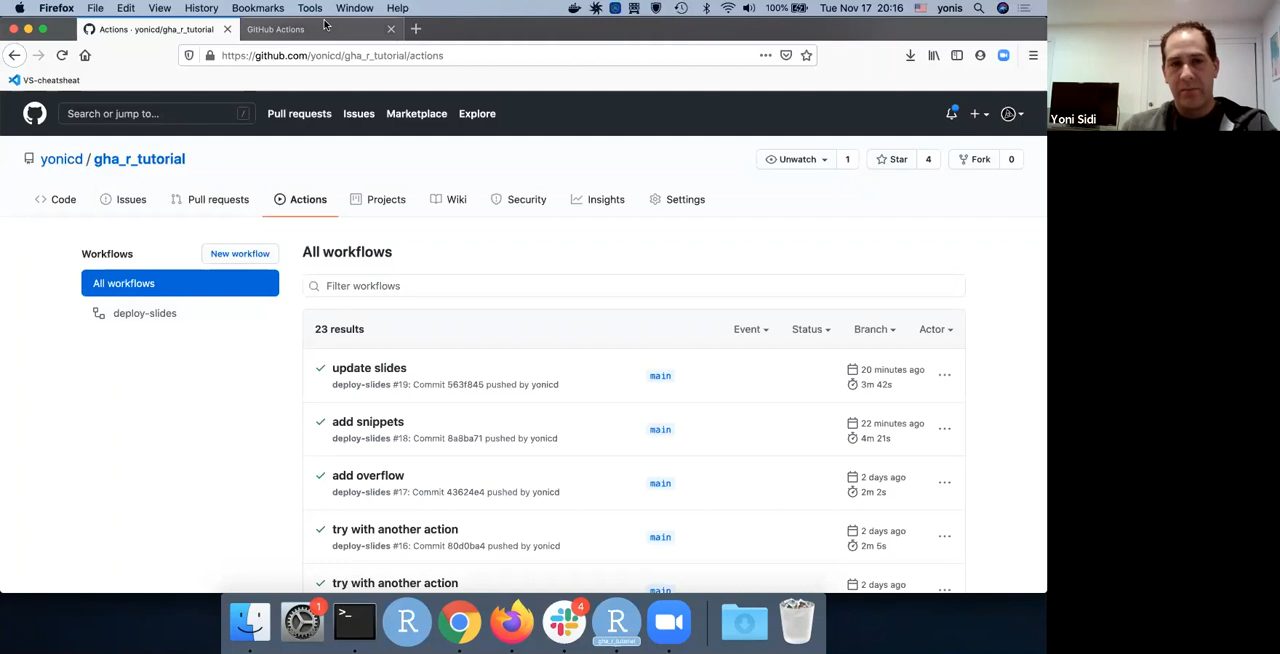 Firefox File Edit View History Bookmarks Tools Window Help 100% Tue Nov 17 20:16 yonis
Actions · yonicd/gha_r_tutorial GitHub Actions
https://github.com/yonicd/gha_r_tutorial/actions
VS-cheatsheat
Search or jump to... / Pull requests Issues Marketplace Explore
Yoni Sidi
yonicd / gha_r_tutorial Unwatch 1 Star 4 Fork 0
Code Issues Pull requests Actions Projects Wiki Security Insights Settings
Workflows New workflow All workflows
All workflows Filter workflows
deploy-slides
23 results Event Status Branch Actor
update slides main 20 minutes ago
deploy-slides #19: Commit 563f845 pushed by yonicd 3m 42s
add snippets main 22 minutes ago
deploy-slides #18: Commit 8a8ba71 pushed by yonicd 4m 21s
add overflow main 2 days ago
deploy-slides #17: Commit 43624e4 pushed by yonicd 2m 2s
try with another action main 2 days ago
deploy-slides #16: Commit 80d0ba4 pushed by yonicd 2m 5s
try with another action main 2 days ago
1 >_ R 4 R
gha_r_tutorial